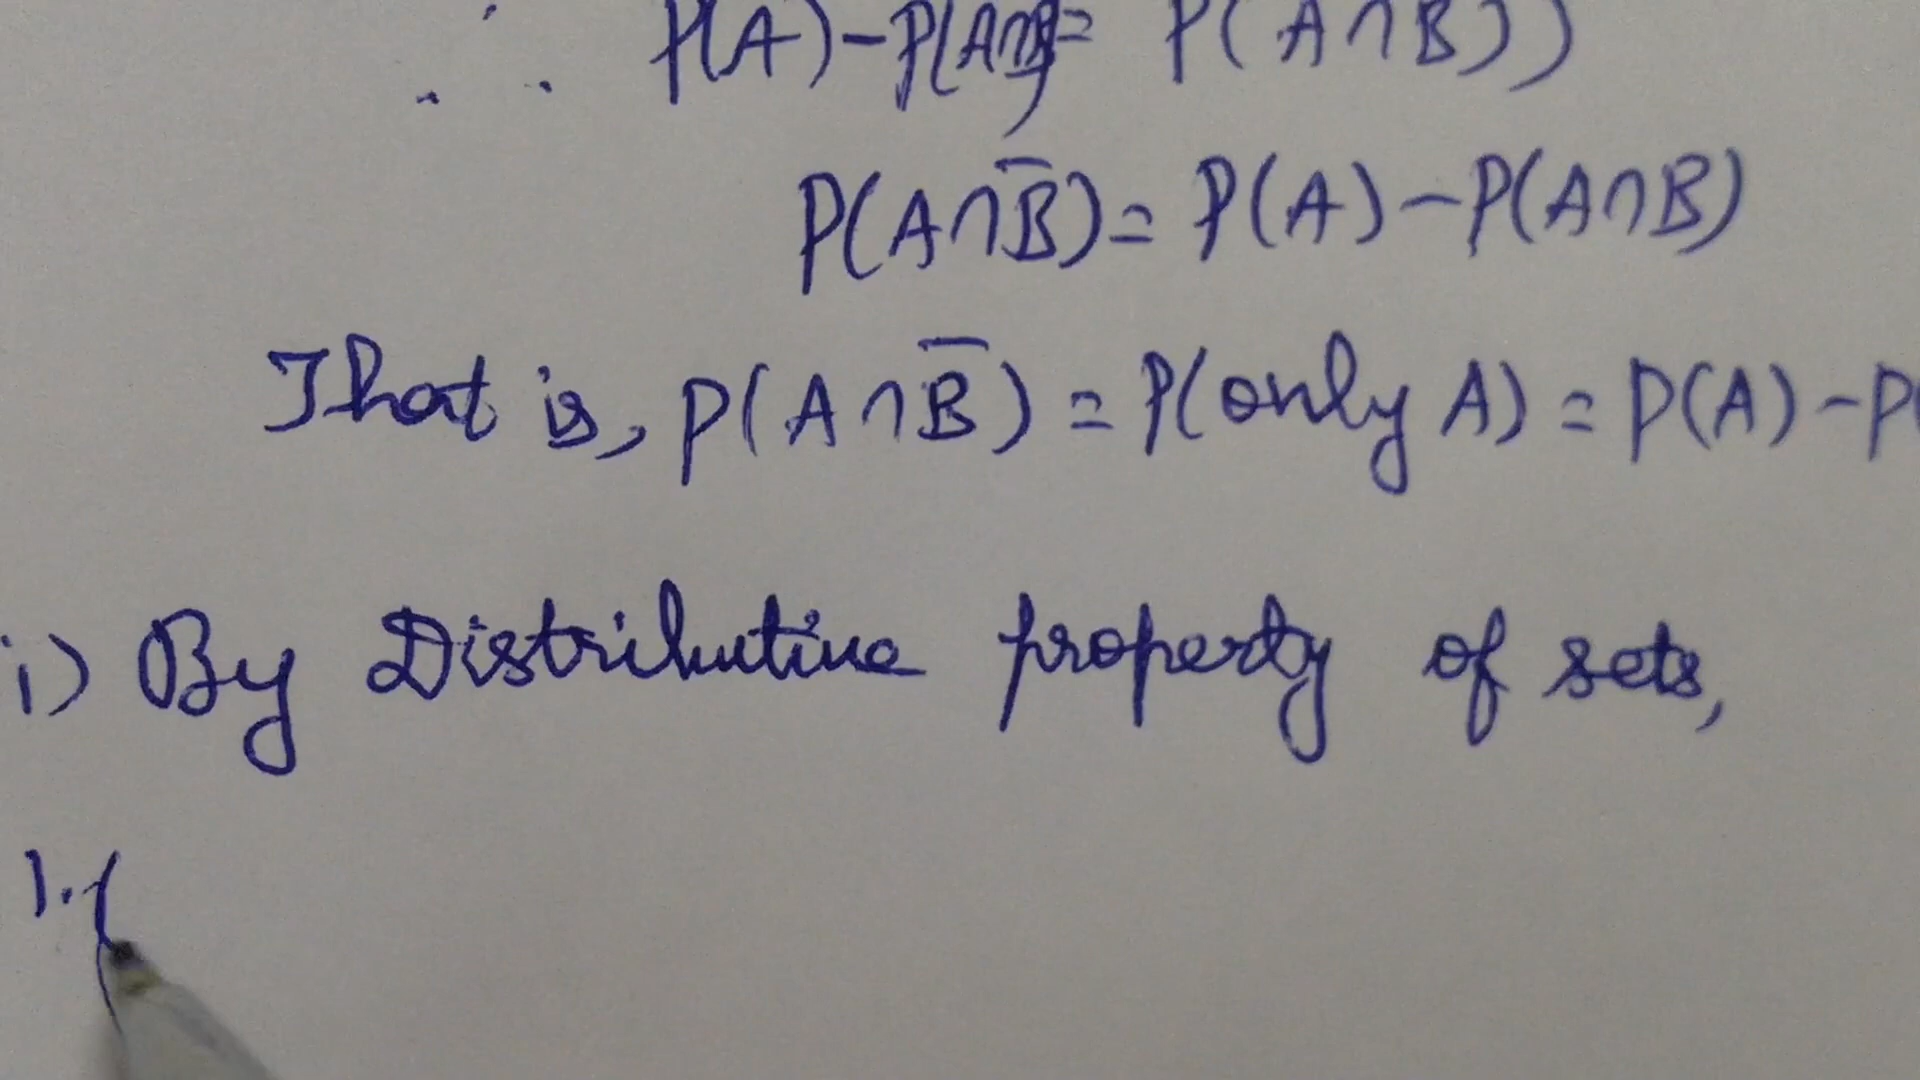 ∴ P(A)-P(A∩B)= P(A∩B̅))
P(A∩B̅)= P(A)-P(A∩B)
That is, P(A∩B̅)= P(only A) = P(A)-P(
i) By Distributive property of sets,
1. (